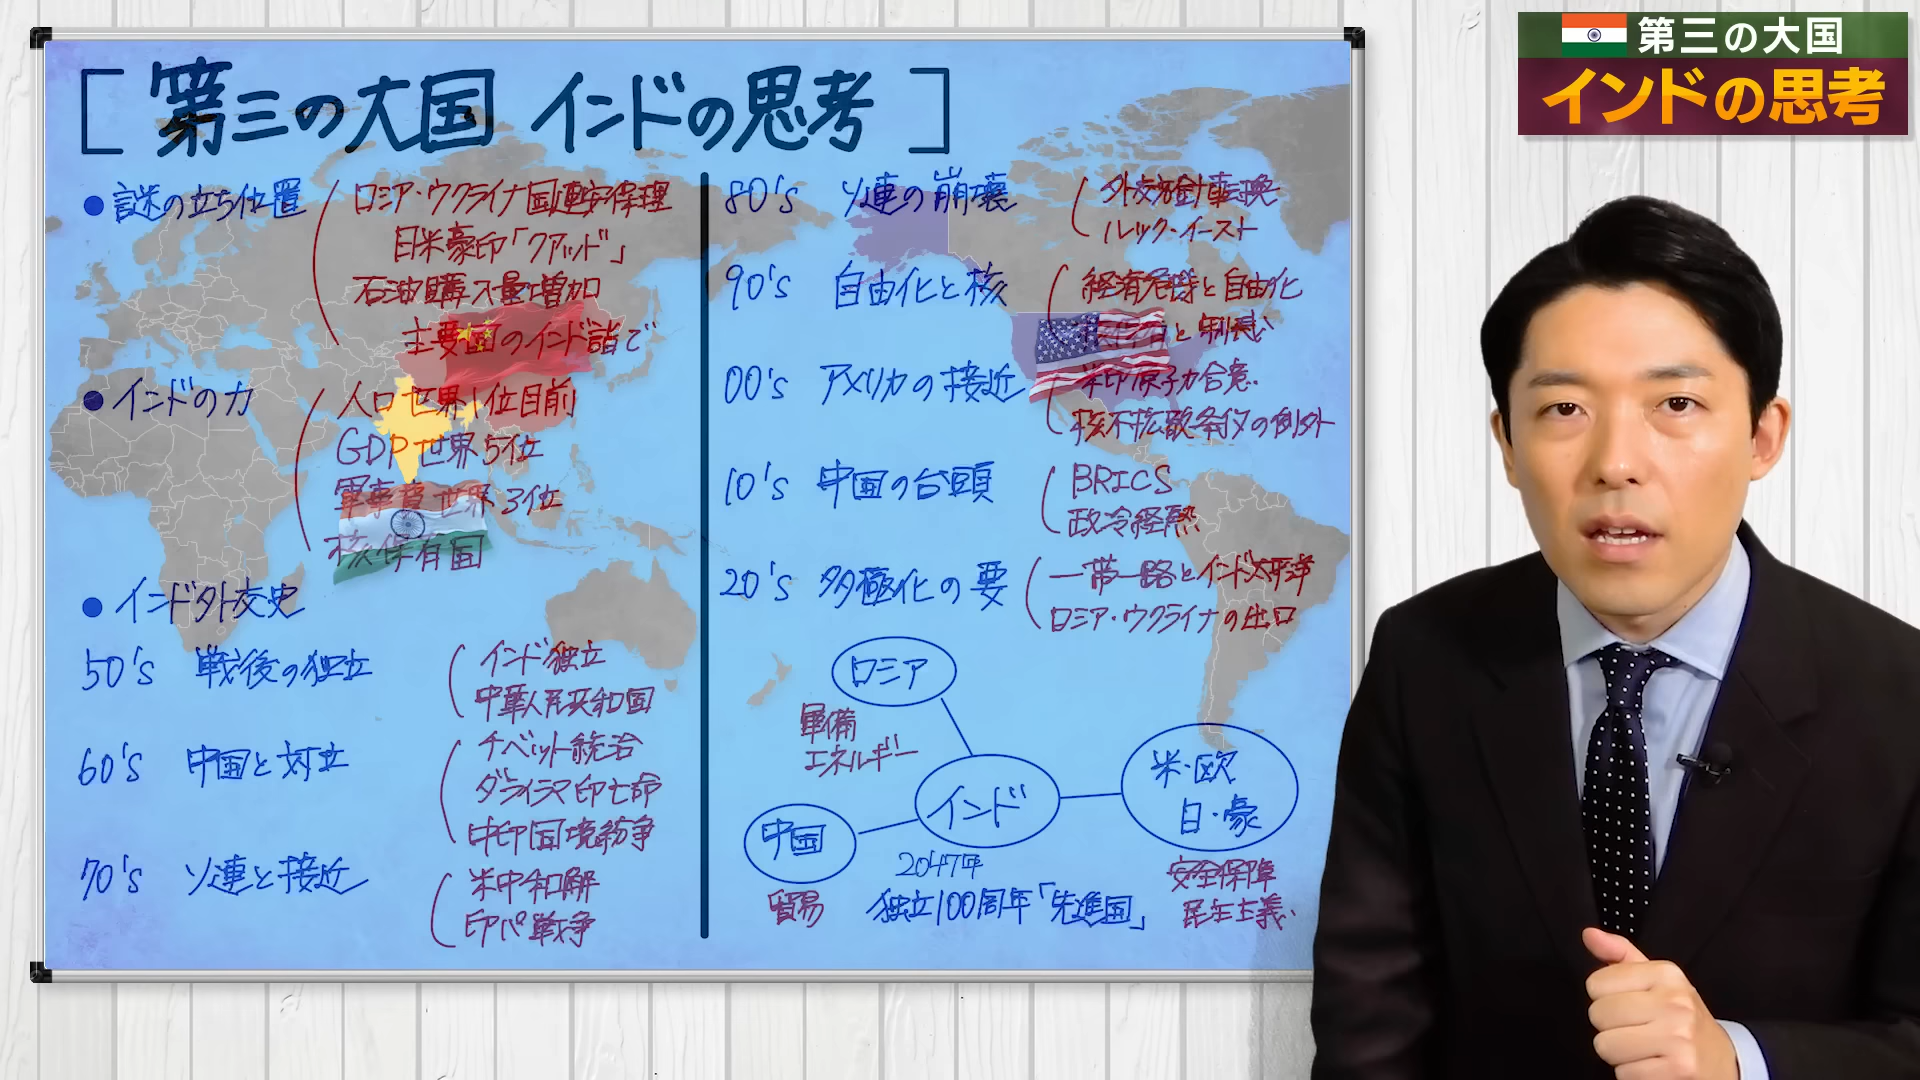 第三の大国
インドの思考
[第三の大国 インドの思考]
●謎の立ち位置
ロシア・ウクライナ国連安保理
日米豪印「クアッド」
石油購入量増加
主要国のインド詣で
●インドの力
人口世界1位目前
GDP世界5位
軍事費世界3位
核保有国
●インド外交史
50's 戦後の独立
インド独立
中華人民共和国
60's 中国と対立
チベット統治
ダライラマ印亡命
中印国境紛争
70's ソ連と接近
米中和解
印パ戦争
80's ソ連の崩壊
外交方針転換
ルック・イースト
90's 自由化と核
経済危機と自由化
核保有と制裁
00's アメリカの接近
米印原子力合意
核不拡散条約の例外
10's 中国の台頭
BRICS
政冷経熱
20's 多極化の要
一帯一路とインド太平洋
ロシア・ウクライナの出口
ロシア
軍備
エネルギー
インド
米・欧
日・豪
中国
2047年
独立100周年「先進国」
貿易
安全保障
民主主義